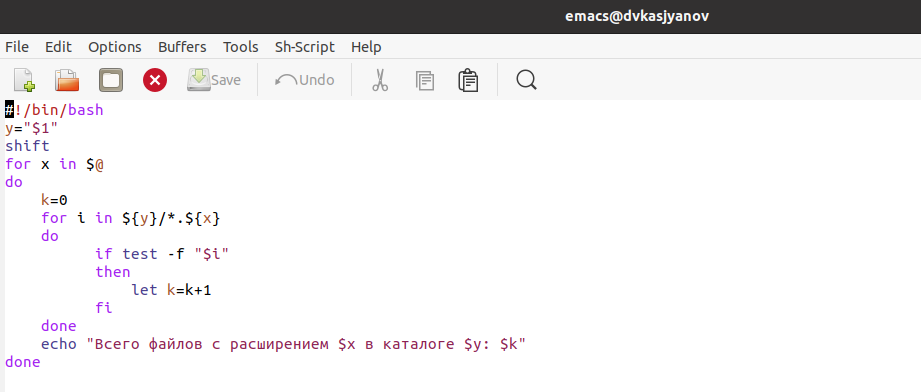 emacs@dvkasjyanov
File Edit Options Buffers Tools Sh-Script Help
Save Undo
#!/bin/bash
y="$1"
shift
for x in $@
do
    k=0
    for i in ${y}/*.${x}
    do
          if test -f "$i"
          then
              let k=k+1
          fi
    done
    echo "Всего файлов с расширением $x в каталоге $y: $k"
done